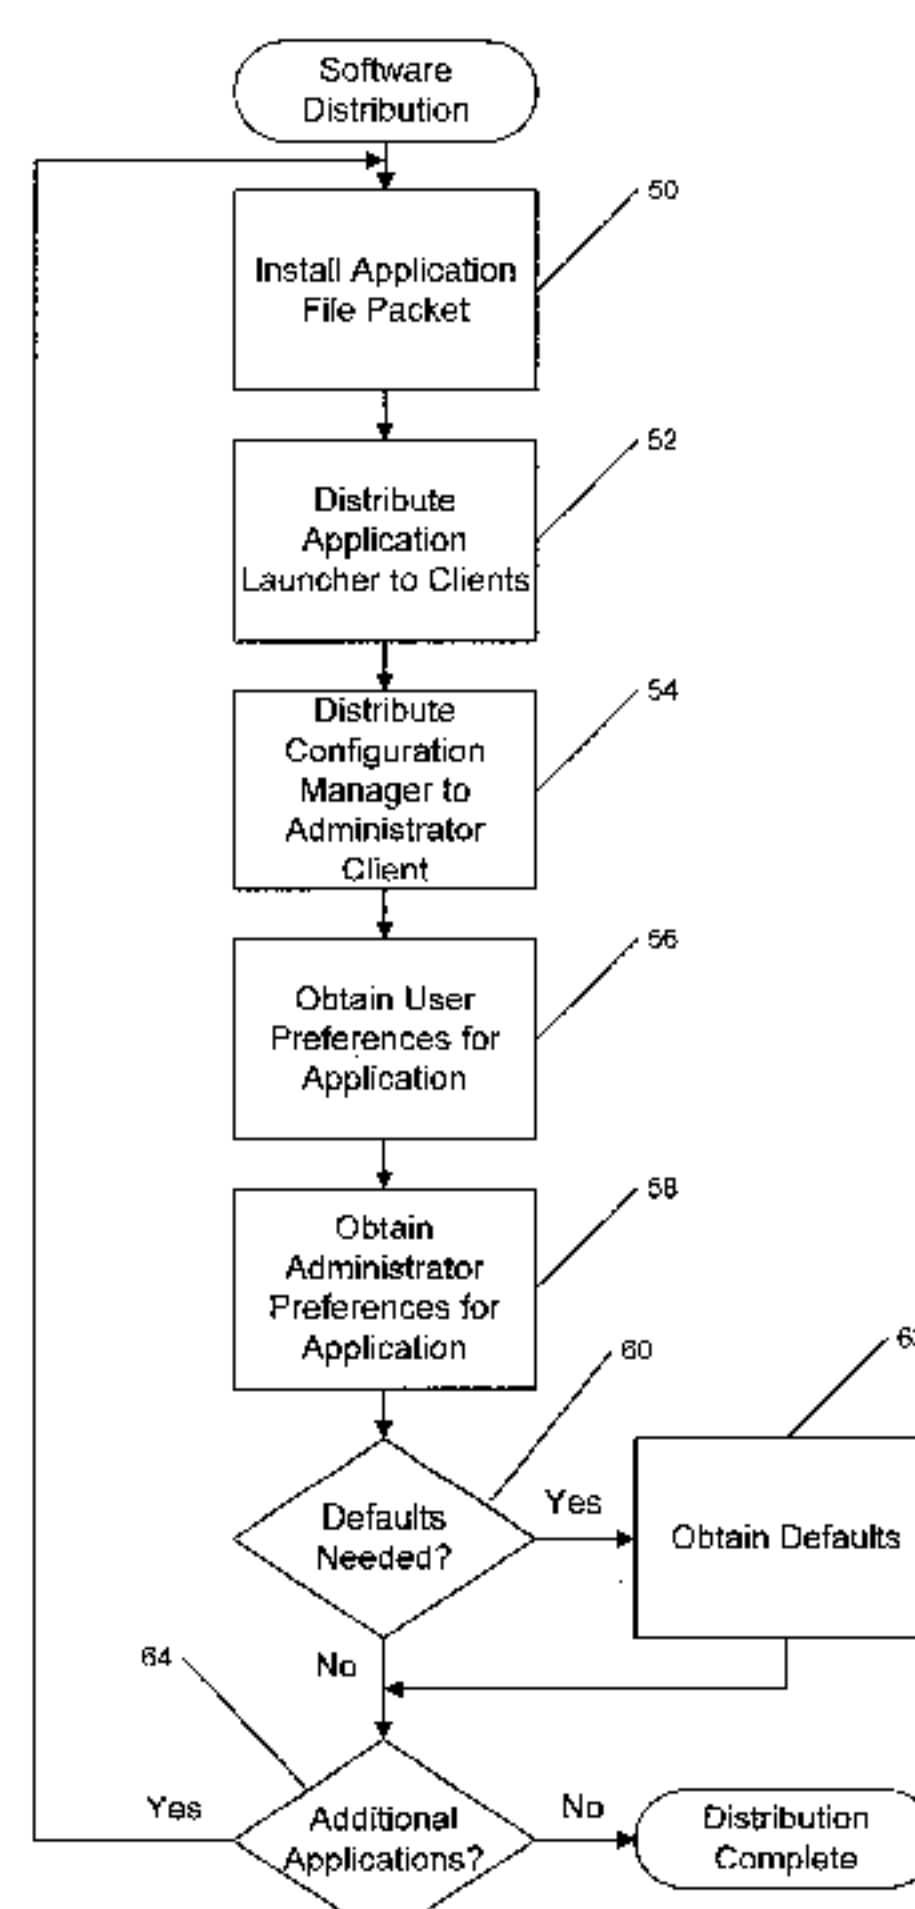 Software
Distribution
50
Install Application
File Packet
52
Distribute
Application
Launcher to Clients
54
Distribute
Configuration
Manager to
Administrator
Client
56
Obtain User
Preferences for
Application
58
Obtain
Administrator
Preferences for
Application
60
Defaults
Needed?
Yes
Obtain Defaults
No
64
Additional
Applications?
Yes
No
Distribution
Complete